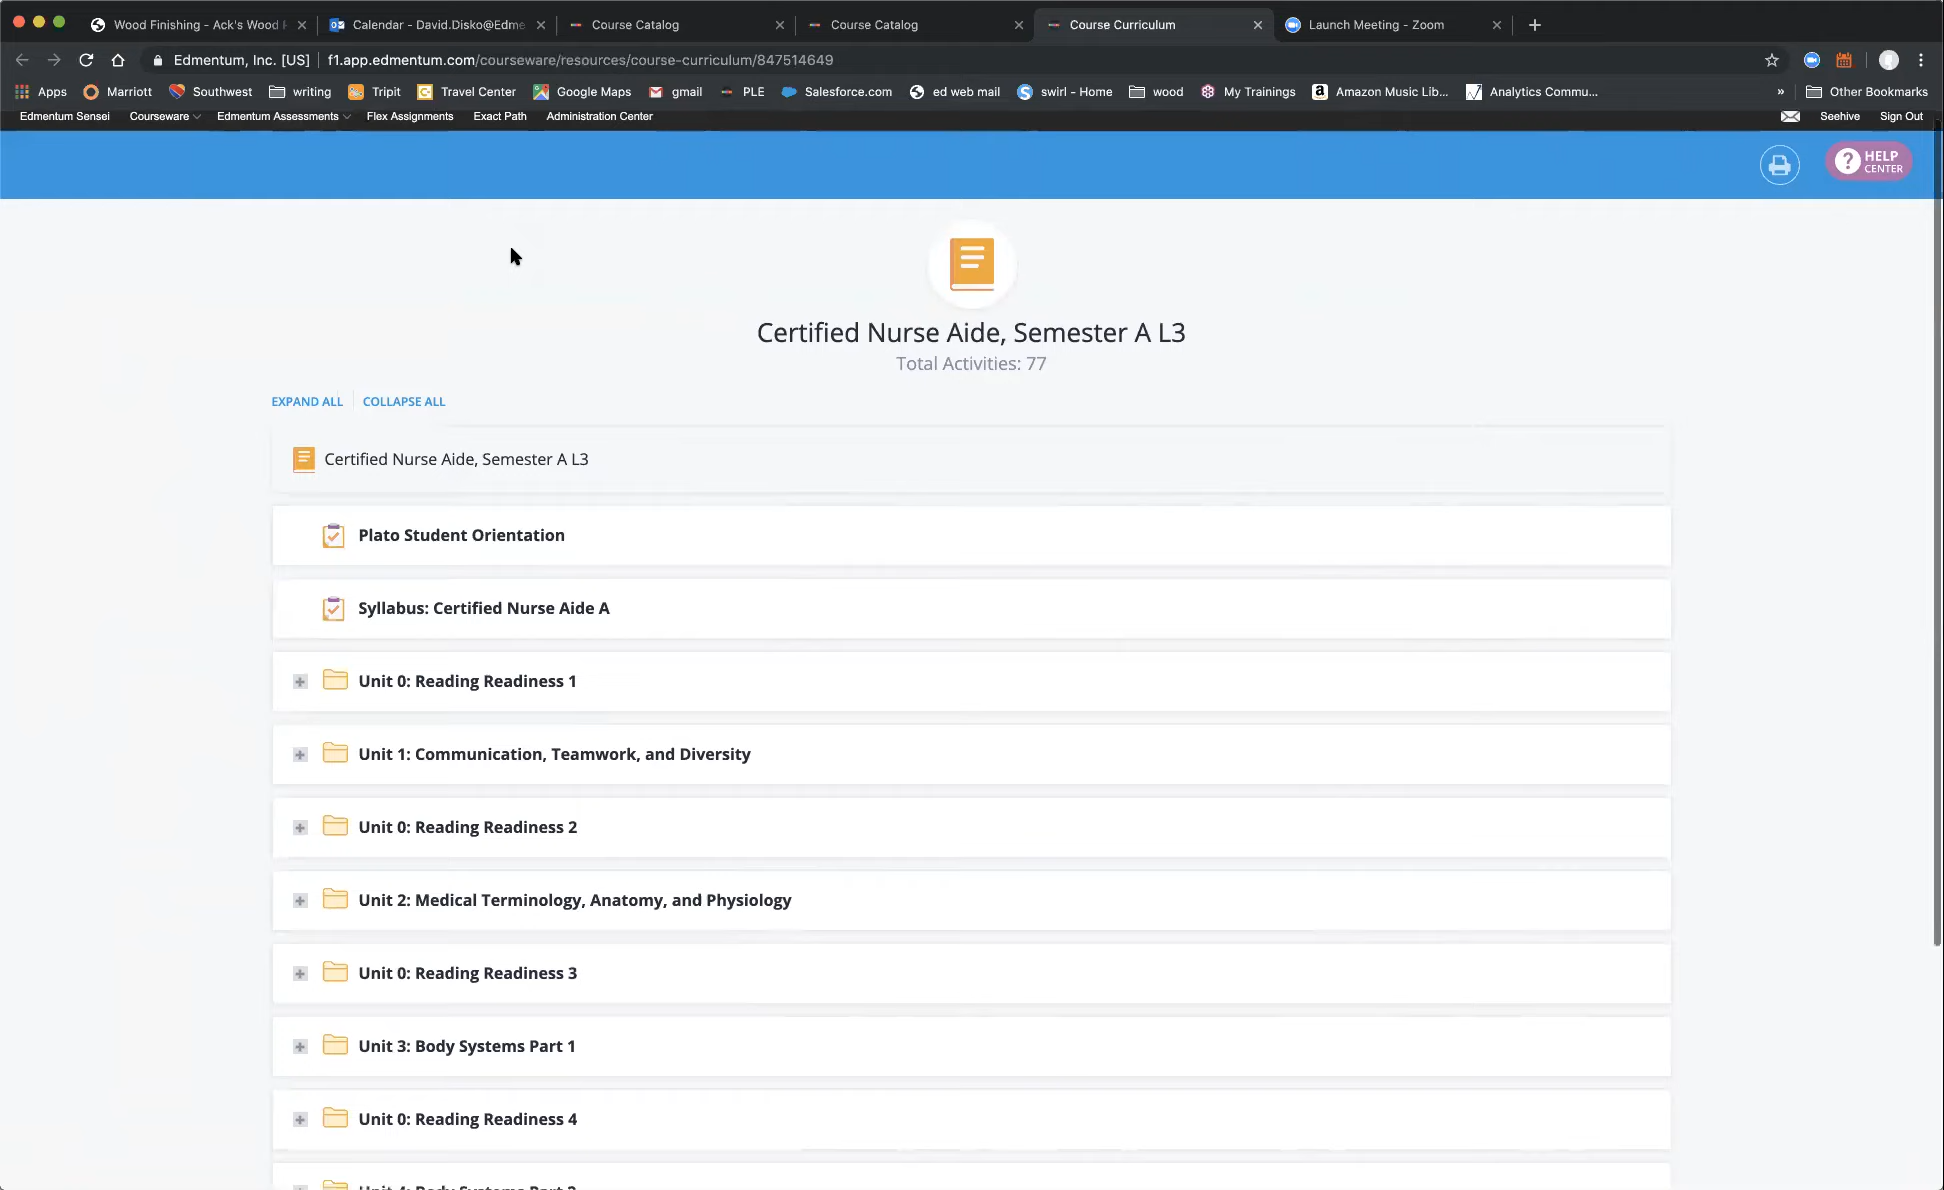 Wood Finishing - Ack's Wood
Calendar - David.Disko@Edme
Course Catalog
Course Catalog
Course Curriculum
Launch Meeting - Zoom
Edmentum, Inc. [US] f1.app.edmentum.com/courseware/resources/course-curriculum/847514649
Apps Marriott Southwest writing Tripit Travel Center Google Maps gmail PLE Salesforce.com ed web mail swirl - Home wood My Trainings Amazon Music Lib... Analytics Commu... » Other Bookmarks
Edmentum Sensei Courseware Edmentum Assessments Flex Assignments Exact Path Administration Center Seehive Sign Out
? HELP
CENTER
Certified Nurse Aide, Semester A L3
Total Activities: 77
EXPAND ALL COLLAPSE ALL
Certified Nurse Aide, Semester A L3
Plato Student Orientation
Syllabus: Certified Nurse Aide A
Unit 0: Reading Readiness 1
Unit 1: Communication, Teamwork, and Diversity
Unit 0: Reading Readiness 2
Unit 2: Medical Terminology, Anatomy, and Physiology
Unit 0: Reading Readiness 3
Unit 3: Body Systems Part 1
Unit 0: Reading Readiness 4